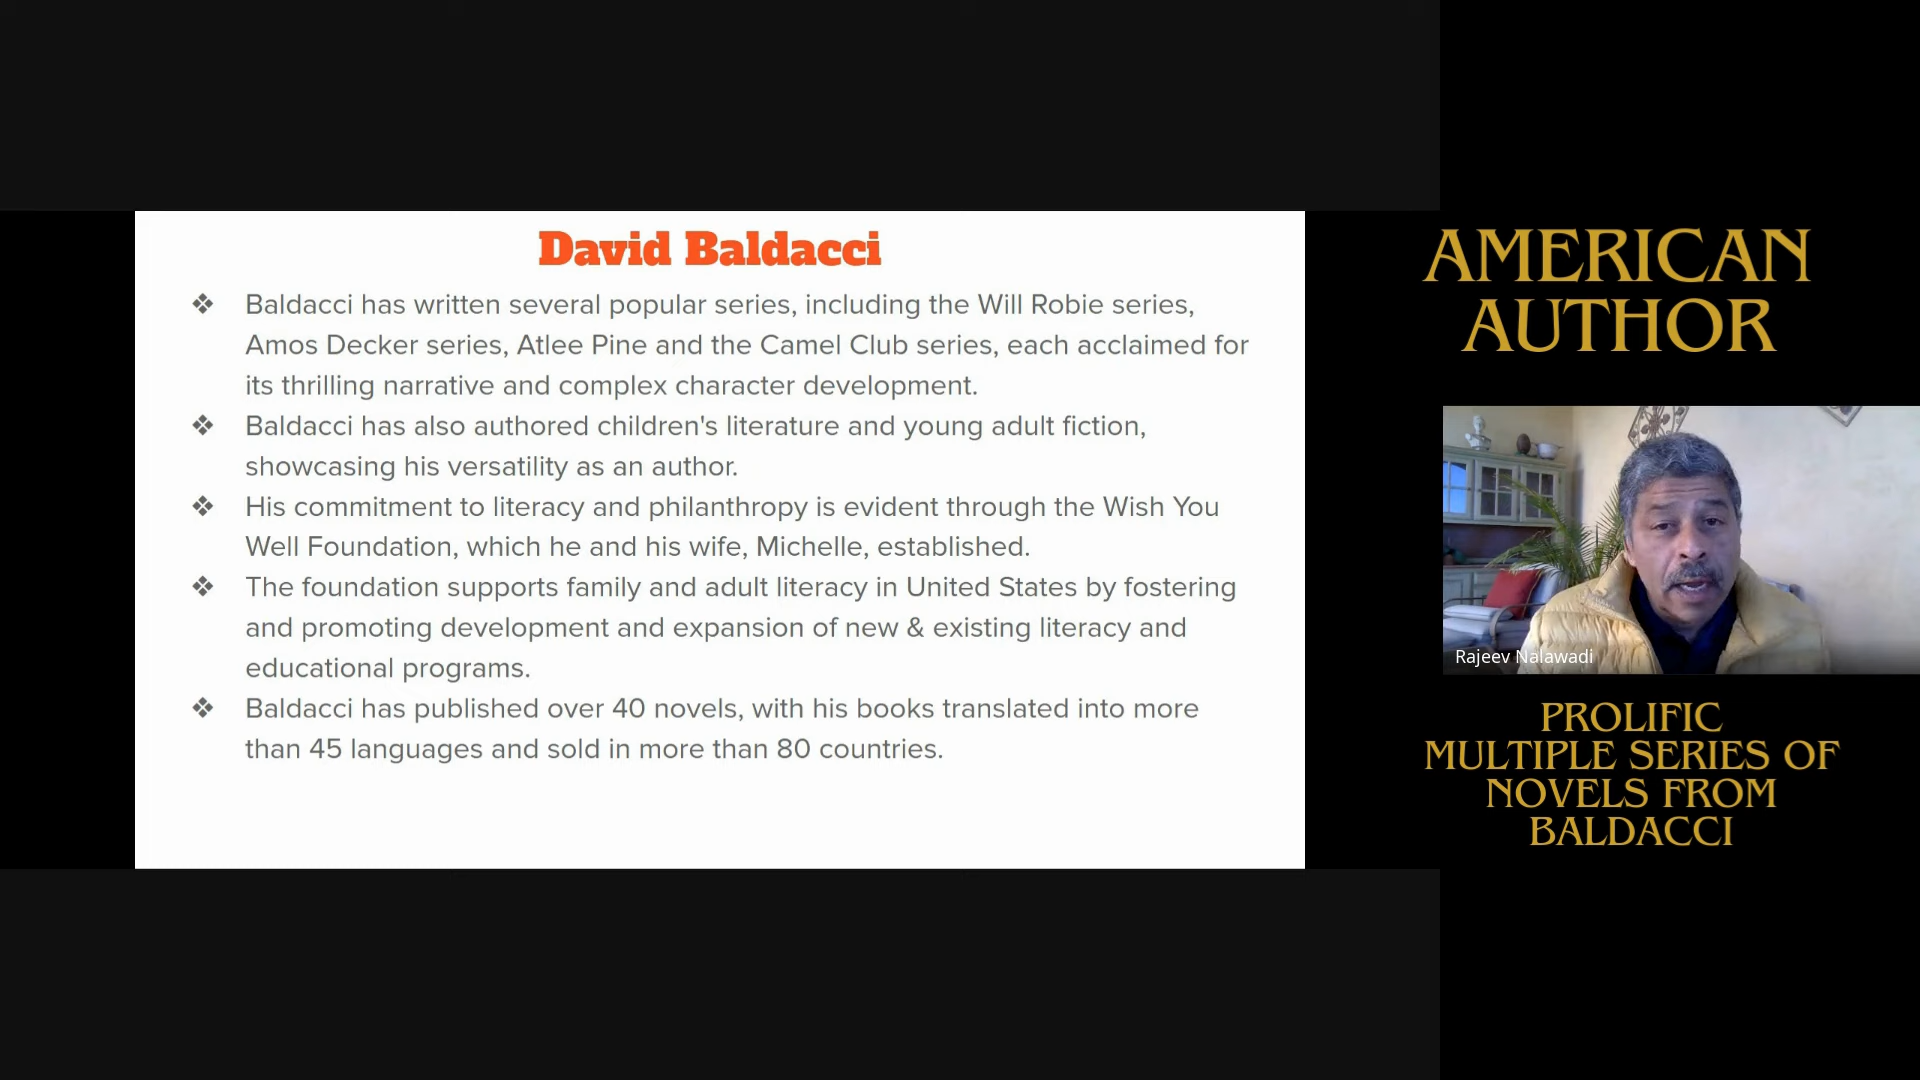 David Baldacci
❖ Baldacci has written several popular series, including the Will Robie series,
Amos Decker series, Atlee Pine and the Camel Club series, each acclaimed for
its thrilling narrative and complex character development.
❖ Baldacci has also authored children's literature and young adult fiction,
showcasing his versatility as an author.
❖ His commitment to literacy and philanthropy is evident through the Wish You
Well Foundation, which he and his wife, Michelle, established.
❖ The foundation supports family and adult literacy in United States by fostering
and promoting development and expansion of new & existing literacy and
educational programs.
❖ Baldacci has published over 40 novels, with his books translated into more
than 45 languages and sold in more than 80 countries.
AMERICAN
AUTHOR
Rajeev Nalawadi
PROLIFIC
MULTIPLE SERIES OF
NOVELS FROM
BALDACCI